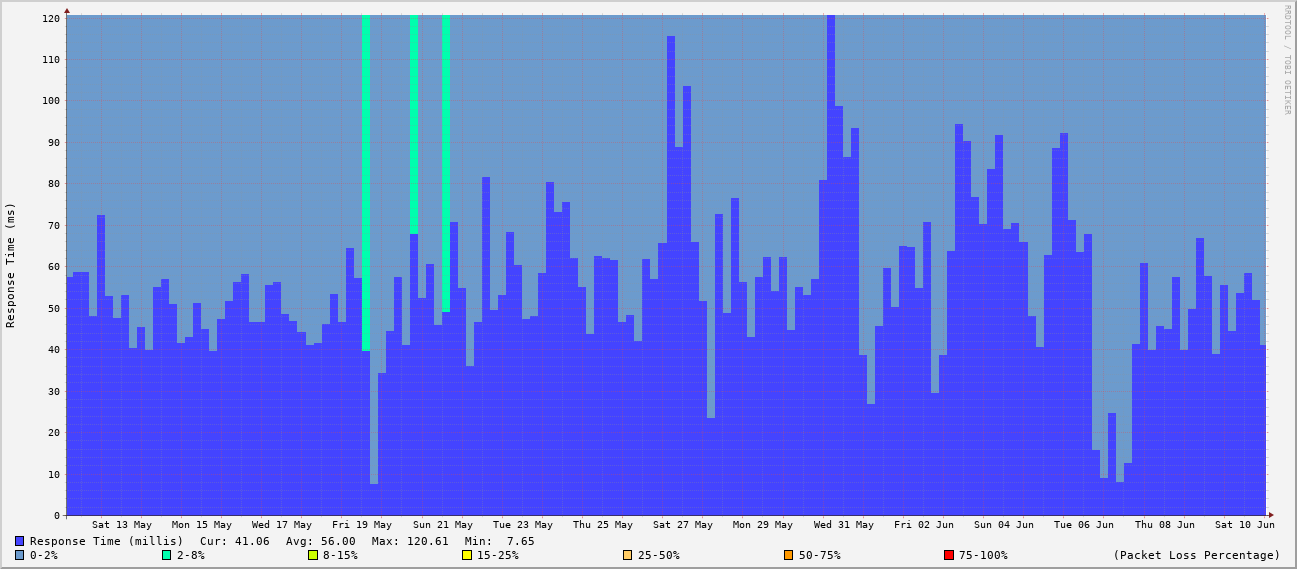 RRDTOOL / TOBI OETIKER
Response Time (ms)
120
110
100
90
80
70
60
50
40
30
20
10
0
Sat 13 May Mon 15 May Wed 17 May Fri 19 May Sun 21 May Tue 23 May Thu 25 May Sat 27 May Mon 29 May Wed 31 May Fri 02 Jun Sun 04 Jun Tue 06 Jun Thu 08 Jun Sat 10 Jun
Response Time (millis) Cur: 41.06 Avg: 56.00 Max: 120.61 Min: 7.65
0-2% 2-8% 8-15% 15-25% 25-50% 50-75% 75-100% (Packet Loss Percentage)